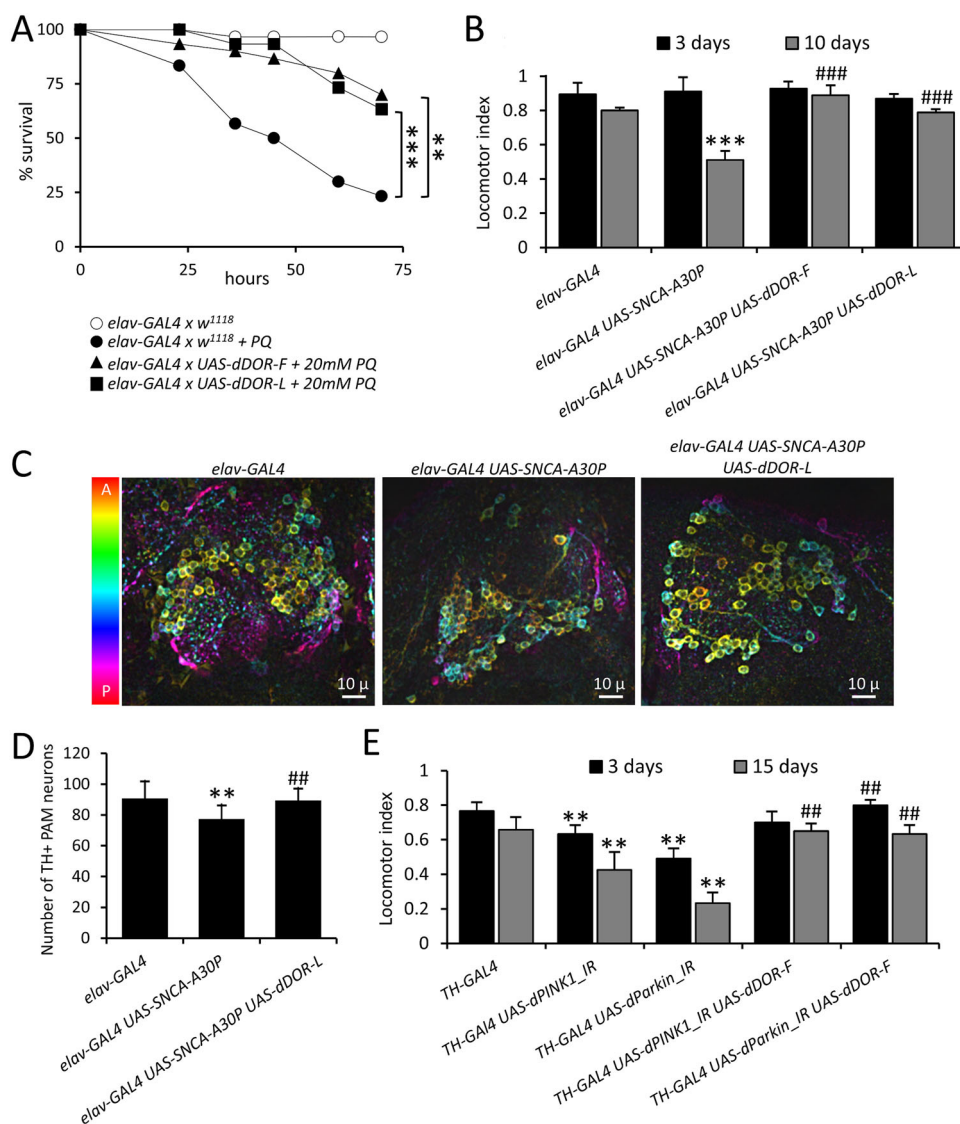 A
% survival
100
75
50
25
0
0
25
50
75
hours
***
**
elav-GAL4 x w1118
elav-GAL4 x w1118 + PQ
elav-GAL4 x UAS-dDOR-F + 20mM PQ
elav-GAL4 x UAS-dDOR-L + 20mM PQ
B
3 days
10 days
Locomotor index
1
0.8
0.6
0.4
0.2
0
***
###
###
elav-GAL4
elav-GAL4 UAS-SNCA-A30P
elav-GAL4 UAS-SNCA-A30P UAS-dDOR-F
elav-GAL4 UAS-SNCA-A30P UAS-dDOR-L
C
elav-GAL4
elav-GAL4 UAS-SNCA-A30P
elav-GAL4 UAS-SNCA-A30P
UAS-dDOR-L
A
P
10 µ
10 µ
10 µ
D
Number of TH+ PAM neurons
120
100
80
60
40
20
0
**
##
elav-GAL4
elav-GAL4 UAS-SNCA-A30P
elav-GAL4 UAS-SNCA-A30P UAS-dDOR-L
E
3 days
15 days
Locomotor index
1
0.8
0.6
0.4
0.2
0
**
**
**
**
##
##
##
TH-GAL4
TH-GAl4 UAS-dPINK1_IR
TH-GAL4 UAS-dParkin_IR
TH-GAL4 UAS-dPINK1_IR UAS-dDOR-F
TH-GAL4 UAS-dParkin_IR UAS-dDOR-F